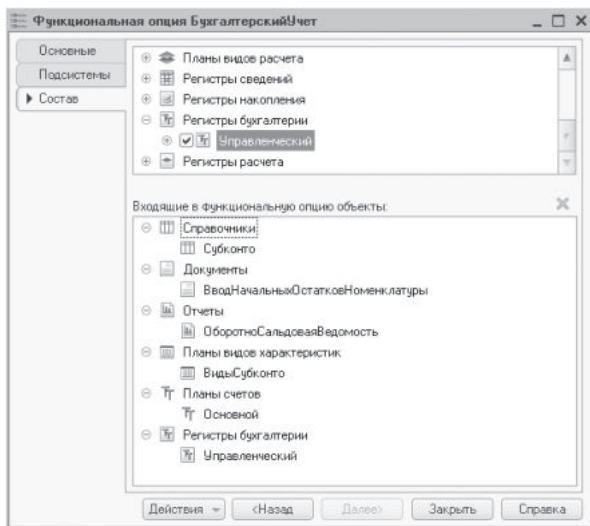 Функциональная опция БухгалтерскийУчет
Основные
Подсистемы
Состав
Планы видов расчета
Регистры сведений
Регистры накопления
Регистры бухгалтерии
Управленческий
Регистры расчета
Входящие в функциональную опцию объекты:
Справочники
Субконто
Документы
ВводНачальныхОстатковНоменклатуры
Отчеты
ОборотноСальдоваяВедомость
Планы видов характеристик
ВидыСубконто
Планы счетов
Основной
Регистры бухгалтерии
Управленческий
Действия <Назад Далее> Закрыть Справка